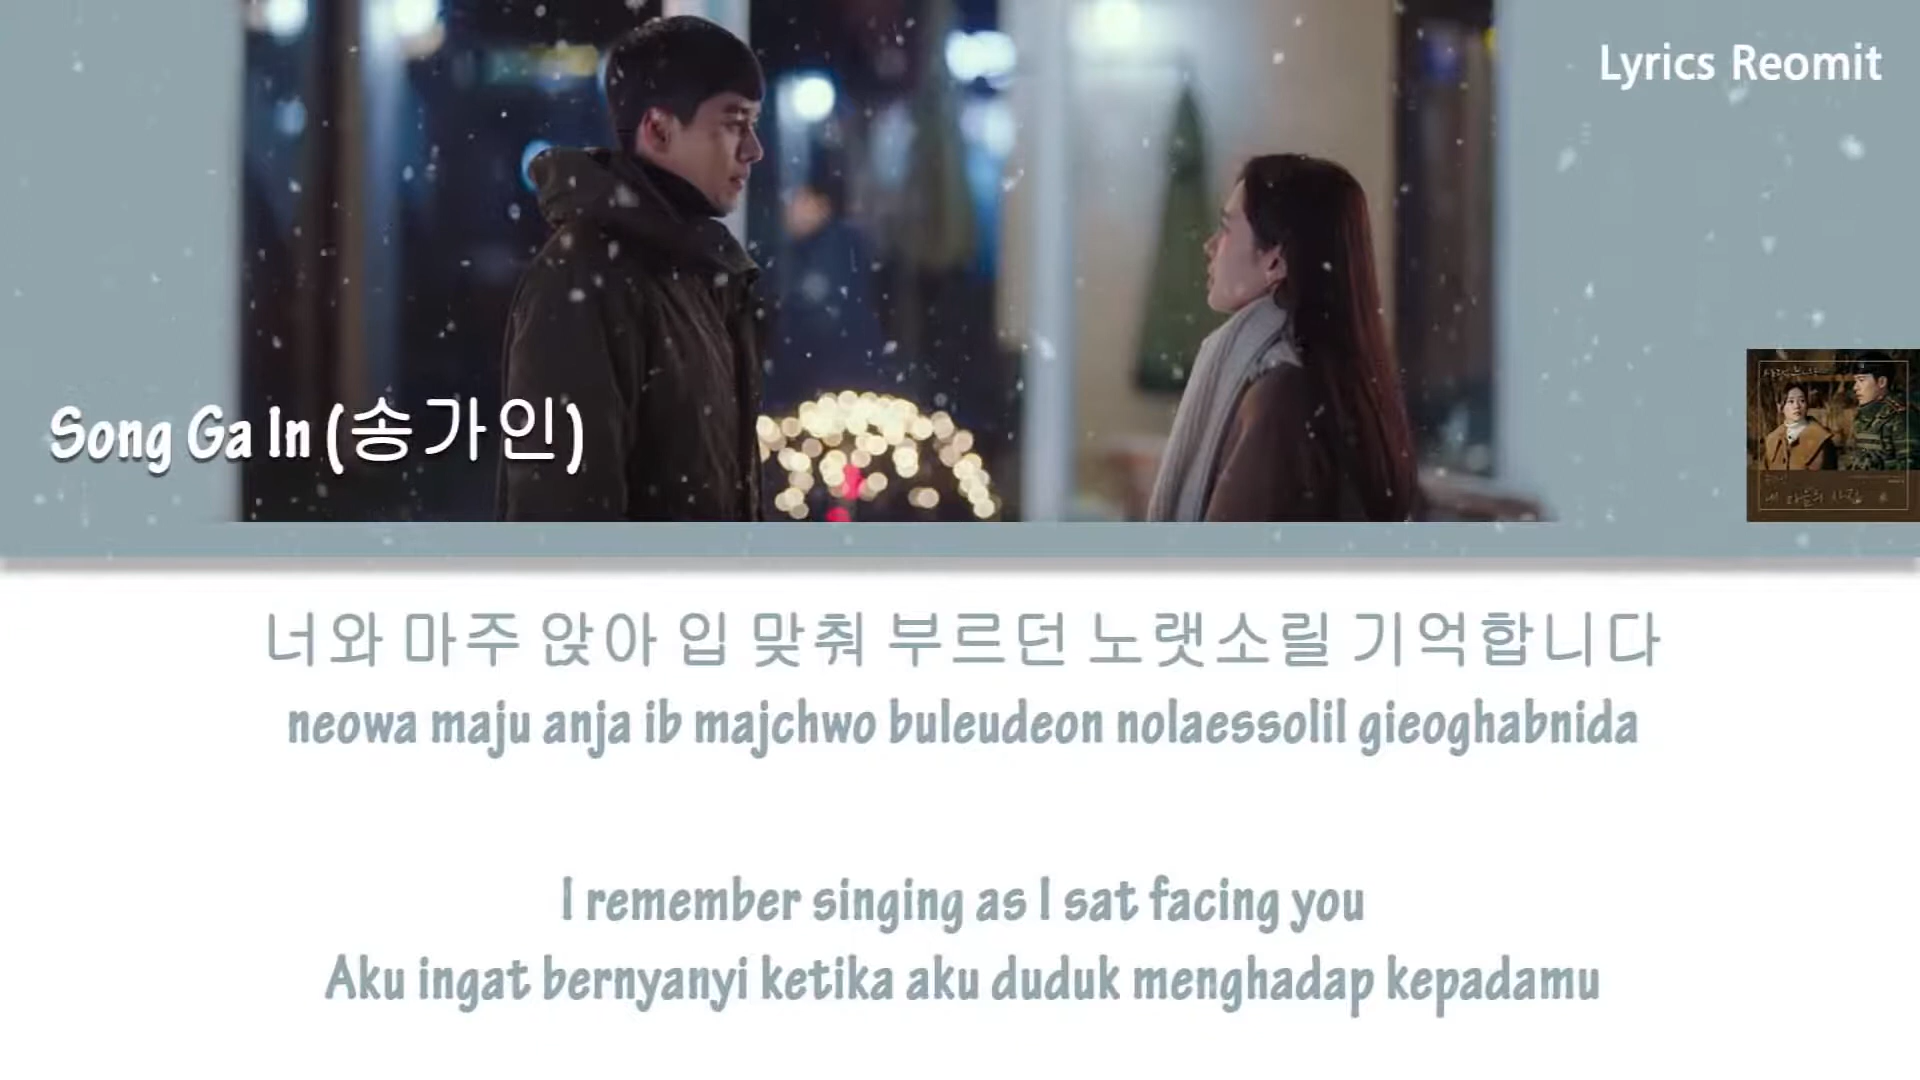 Lyrics Reomit
Song Ga In (송가인)
너와 마주 앉아 입 맞춰 부르던 노랫소릴 기억합니다
neowa maju anja ib majchwo buleudeon nolaessolil gieoghabnida
I remember singing as I sat facing you
Aku ingat bernyanyi ketika aku duduk menghadap kepadamu